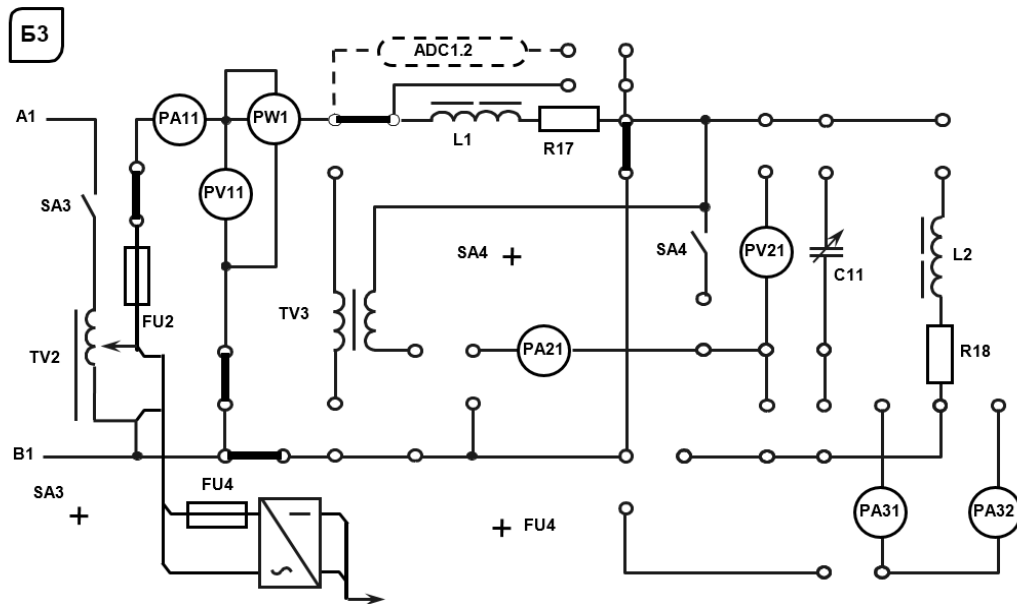 Б3
ADC1.2
A1
PA11
PW1
L1
R17
SA3
PV11
SA4
SA4
PV21
C11
L2
FU2
TV3
TV2
PA21
R18
B1
SA3
FU4
FU4
PA31
PA32